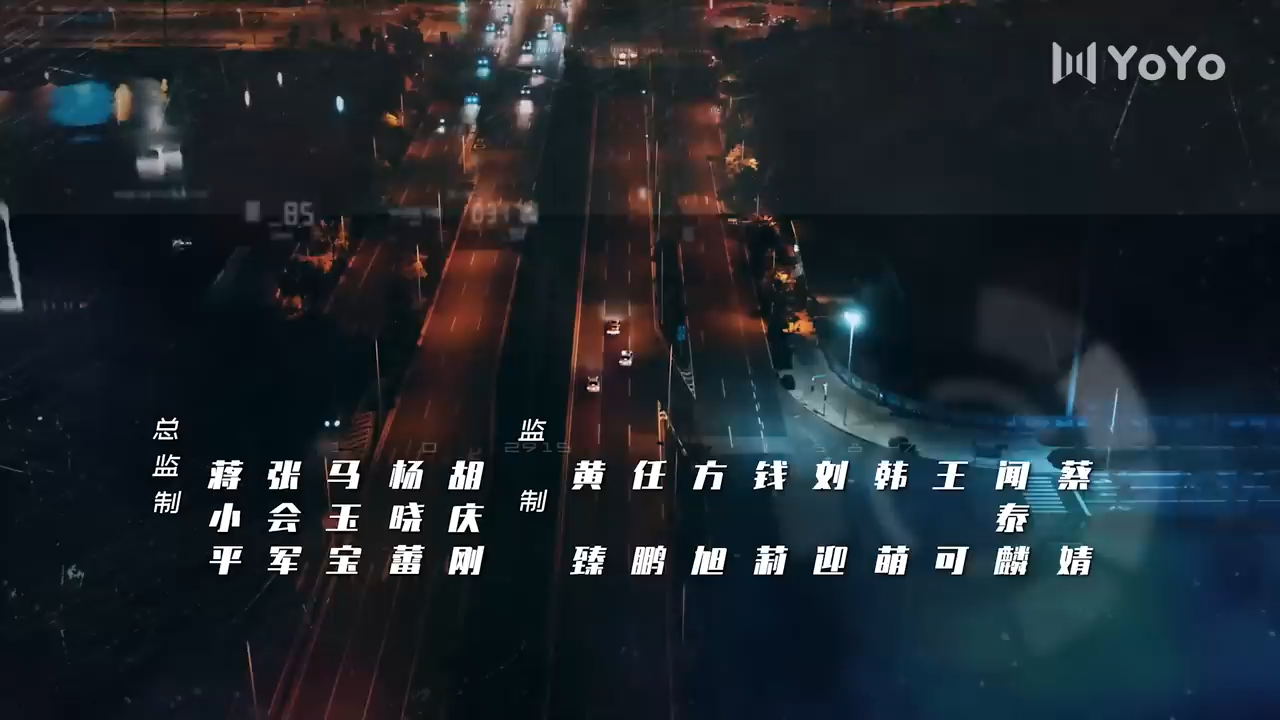 YoYo
总监制
蒋小平
张会军
马玉宝
杨晓蕾
胡庆刚
监制
黄臻
任鹏
方旭
钱莉
刘迎
韩萌
王可
闻泰麟
蔡婧
85
2915